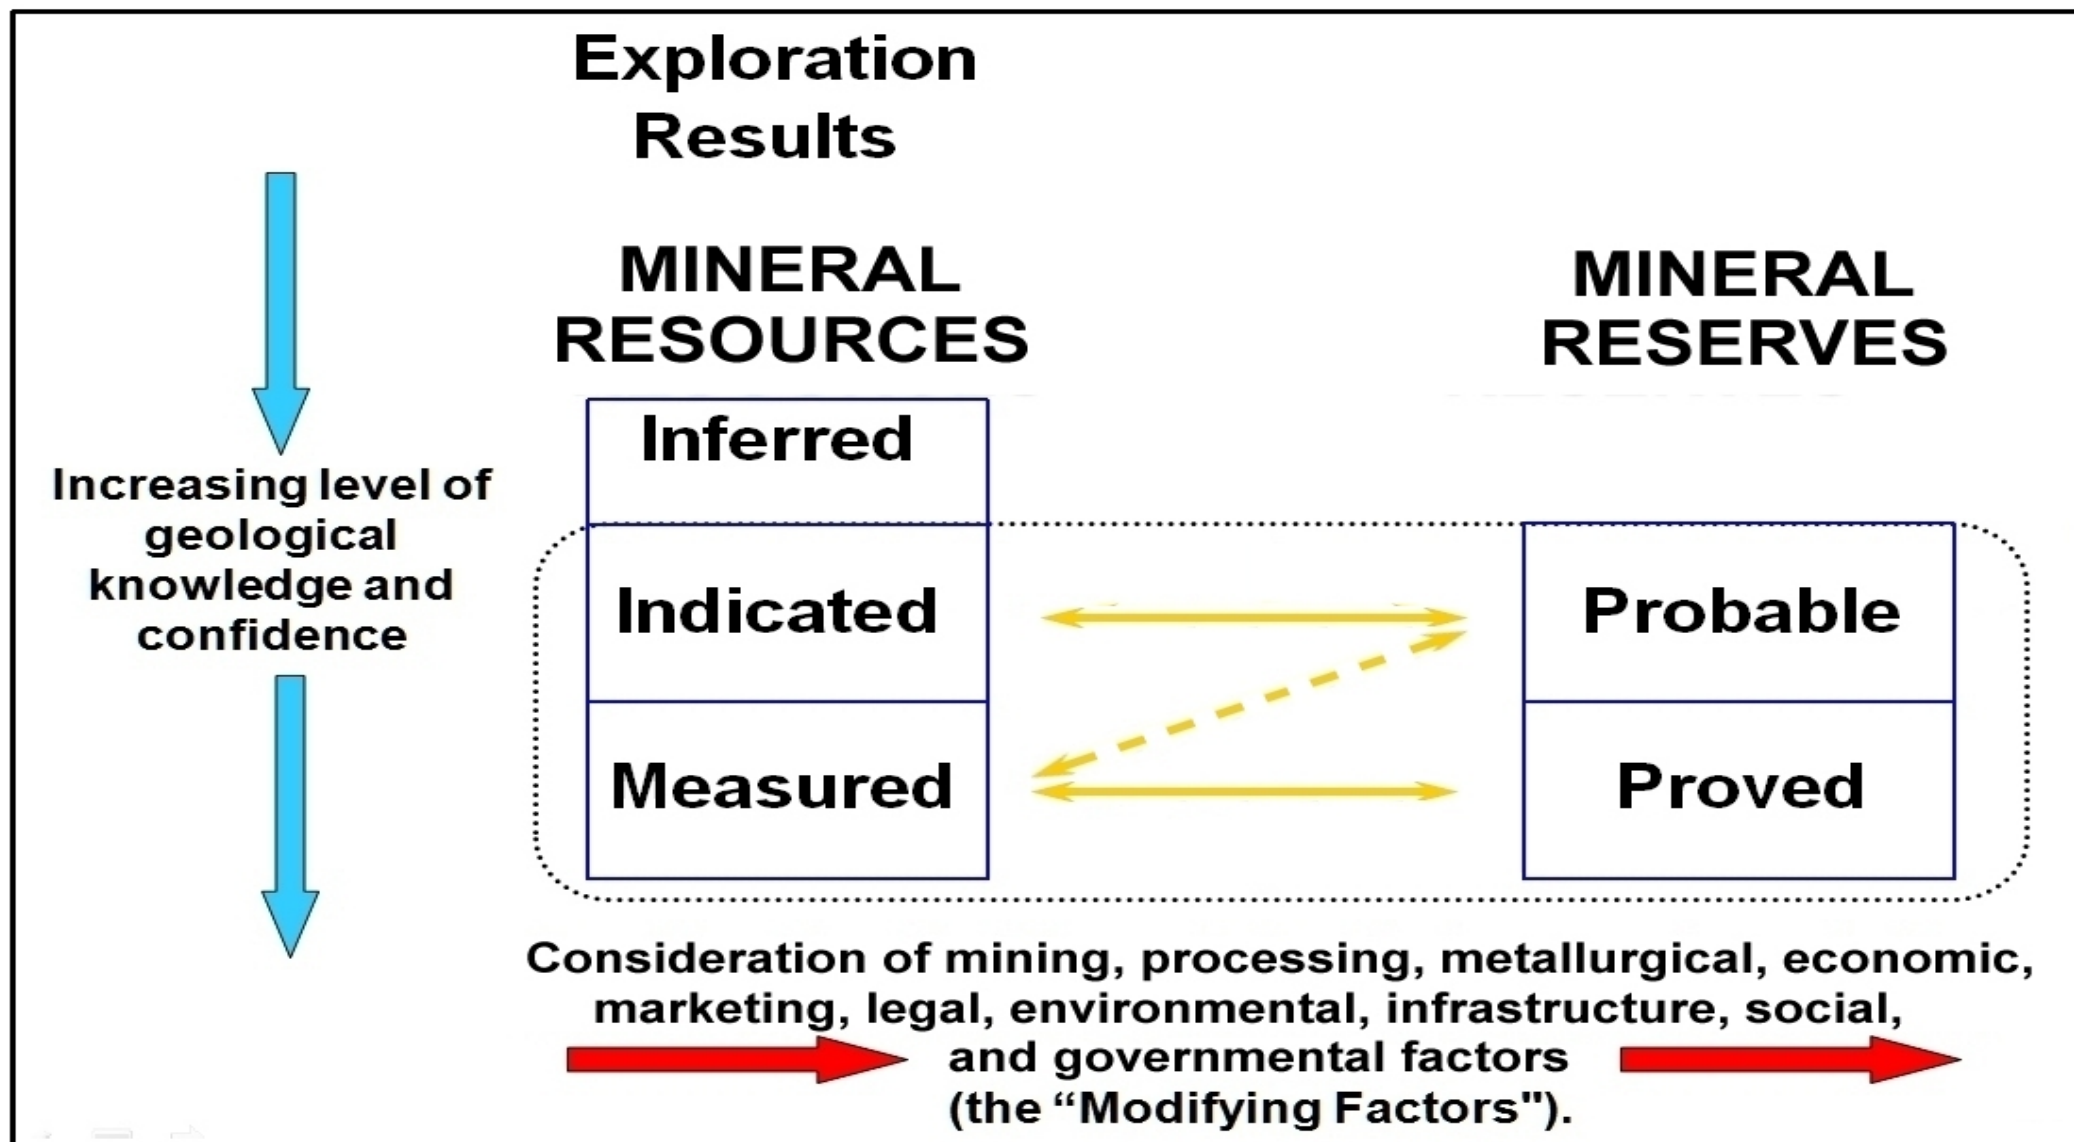 Exploration
Results
MINERAL
RESOURCES
MINERAL
RESERVES
Inferred
Increasing level of
geological
knowledge and
confidence
Indicated
Probable
Measured
Proved
Consideration of mining, processing, metallurgical, economic,
marketing, legal, environmental, infrastructure, social,
and governmental factors
(the “Modifying Factors").